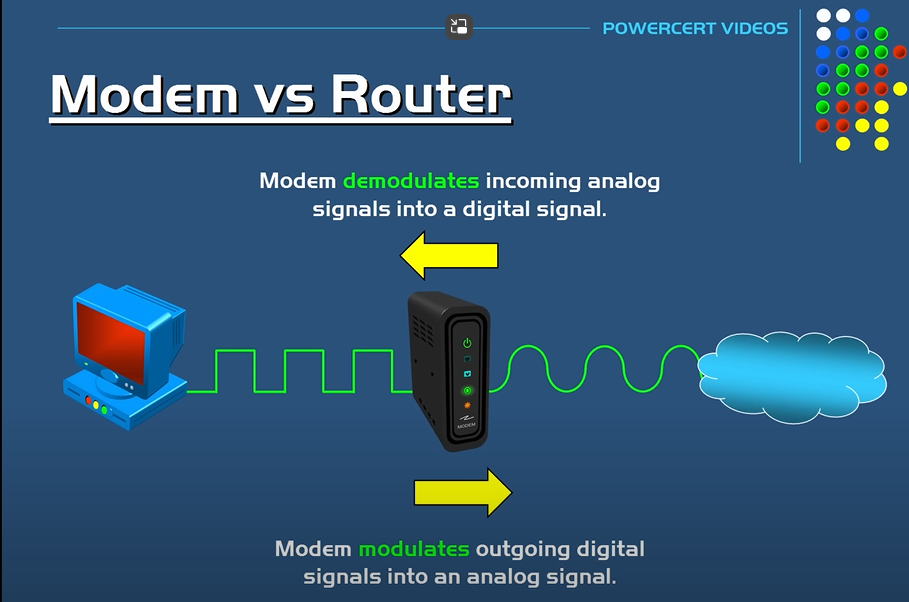 POWERCERT VIDEOS
Modem vs Router
Modem demodulates incoming analog
signals into a digital signal.
MODEM
Modem modulates outgoing digital
signals into an analog signal.